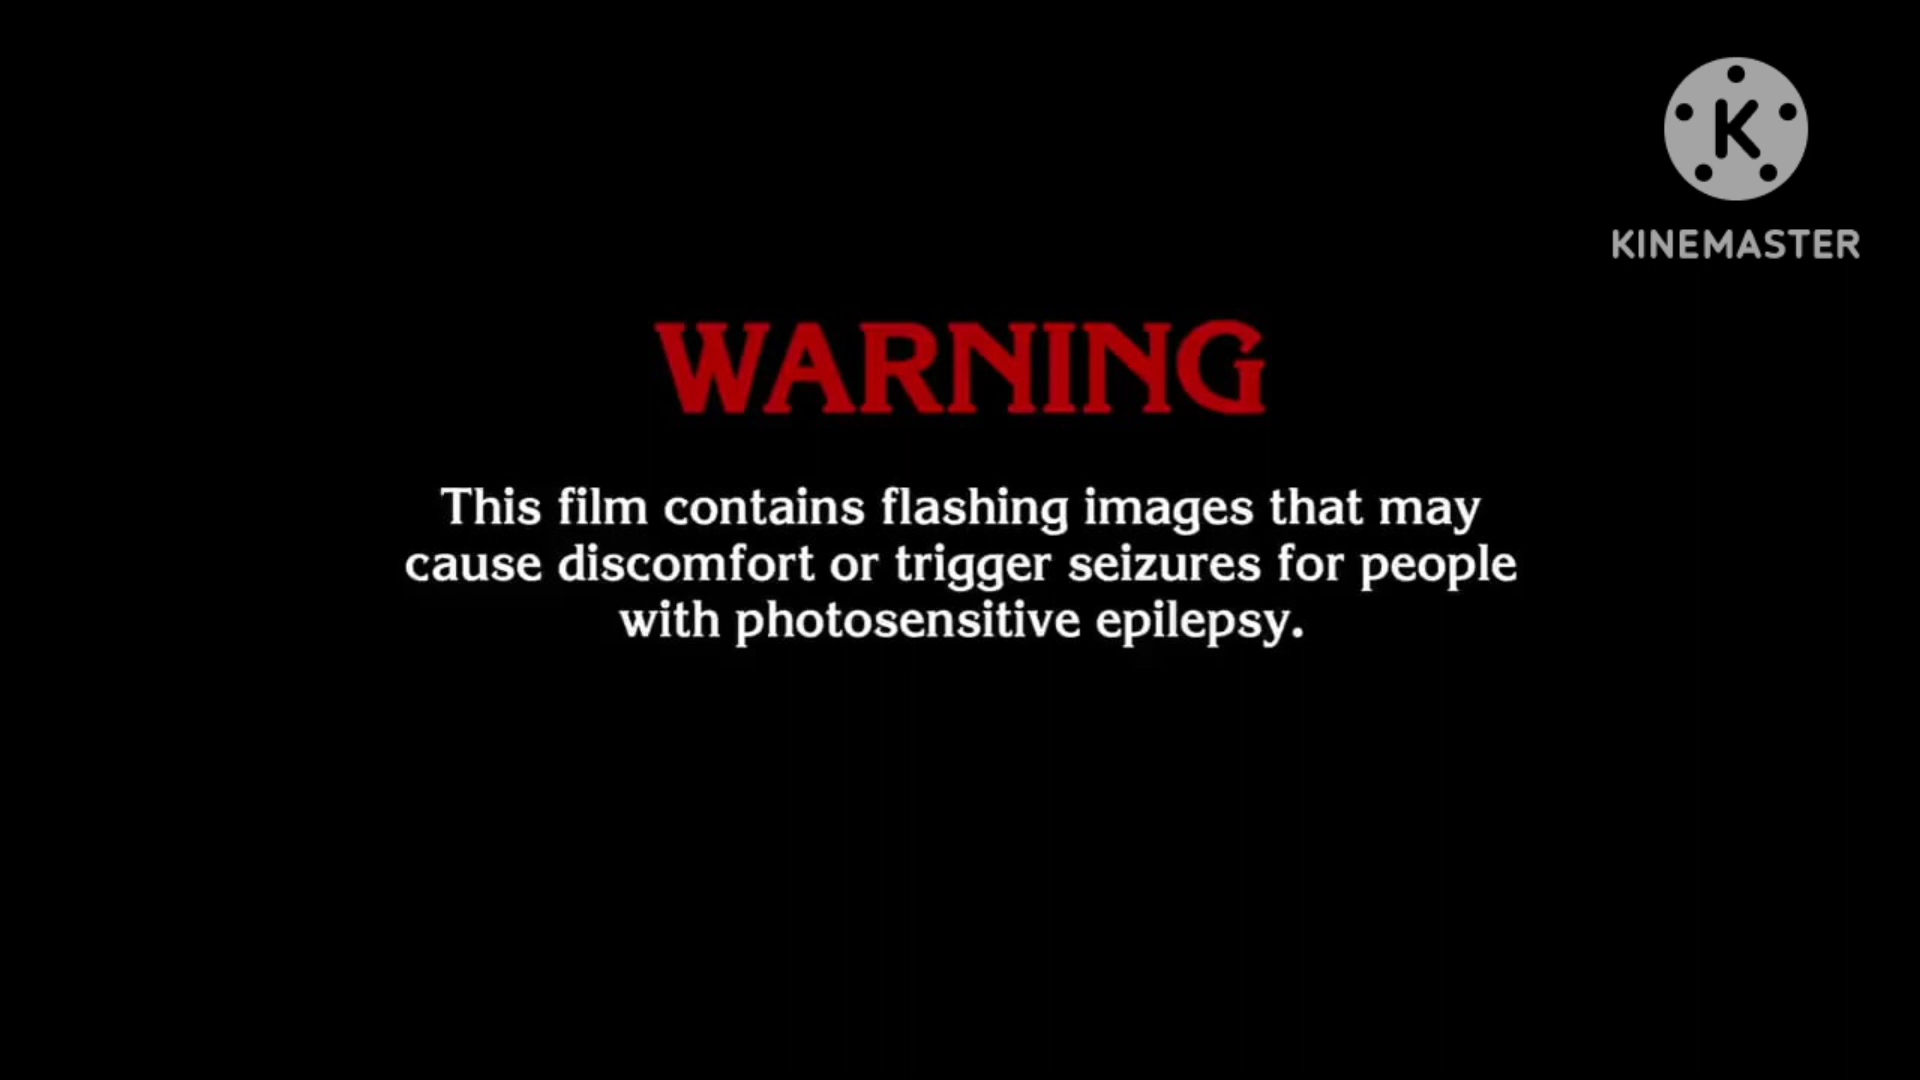 K
KINEMASTER
WARNING
This film contains flashing images that may
cause discomfort or trigger seizures for people
with photosensitive epilepsy.